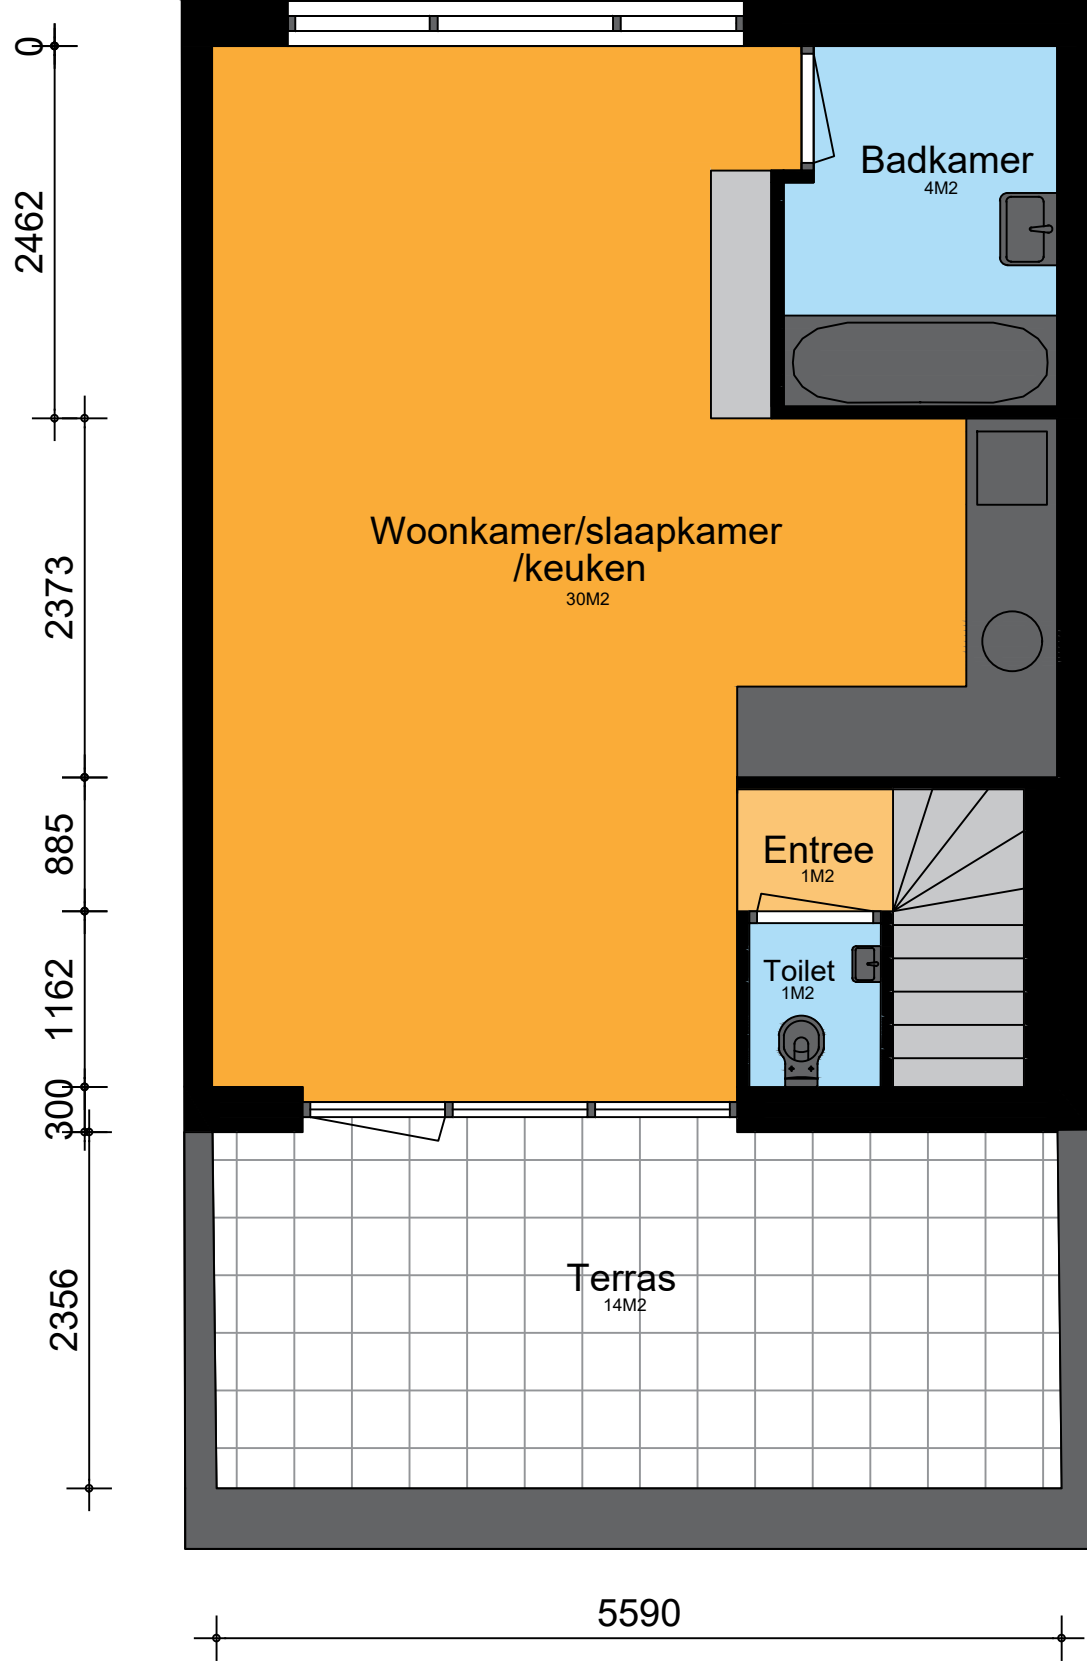 0
2462
2373
885
1162
300
2356
Badkamer
4M2
Woonkamer/slaapkamer
/keuken
30M2
Entree
1M2
Toilet
1M2
Terras
14M2
5590